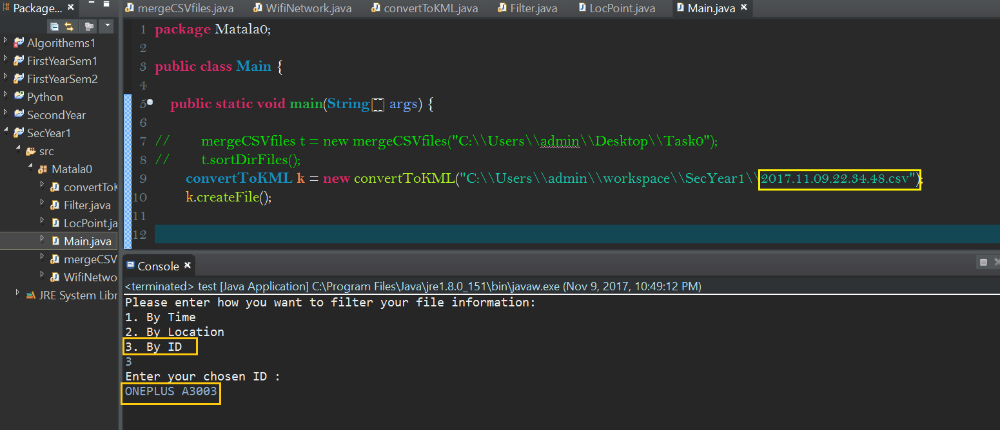 Package...
mergeCSVfiles.java
WifiNetwork.java
convertToKML.java
Filter.java
LocPoint.java
Main.java
Algorithems1
FirstYearSem1
FirstYearSem2
Python
SecondYear
SecYear1
src
Matala0
convertToK
Filter.java
LocPoint.ja
Main.java
mergeCSV
WifiNetwo
JRE System Libr
1 package Matala0;
2
3 public class Main {
4
5 public static void main(String[] args) {
6
7 // mergeCSVfiles t = new mergeCSVfiles("C:\\Users\\admin\\Desktop\\Task0");
8 // t.sortDirFiles();
9 convertToKML k = new convertToKML("C:\\Users\\admin\\workspace\\SecYear1\\2017.11.09.22.34.48.csv");
10 k.createFile();
11
12
Console
<terminated> test [Java Application] C:\Program Files\Java\jre1.8.0_151\bin\javaw.exe (Nov 9, 2017, 10:49:12 PM)
Please enter how you want to filter your file information:
1. By Time
2. By Location
3. By ID
3
Enter your chosen ID :
ONEPLUS A3003